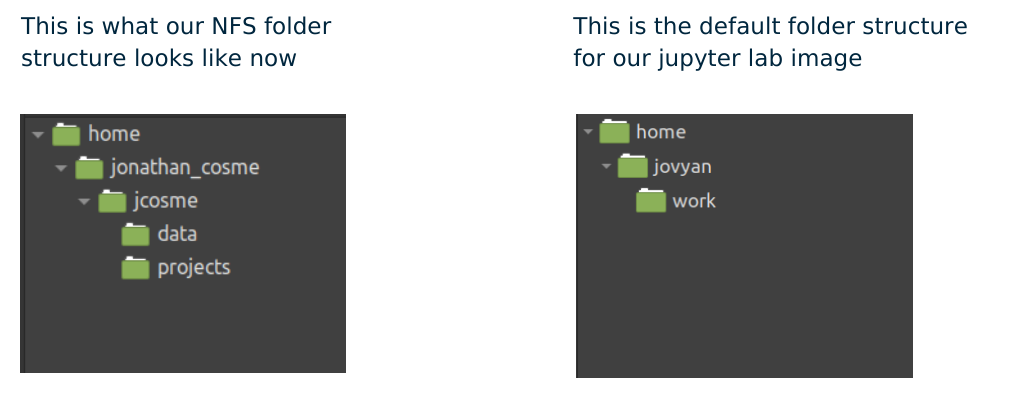 This is what our NFS folder
structure looks like now
home
jonathan_cosme
jcosme
data
projects
This is the default folder structure
for our jupyter lab image
home
jovyan
work